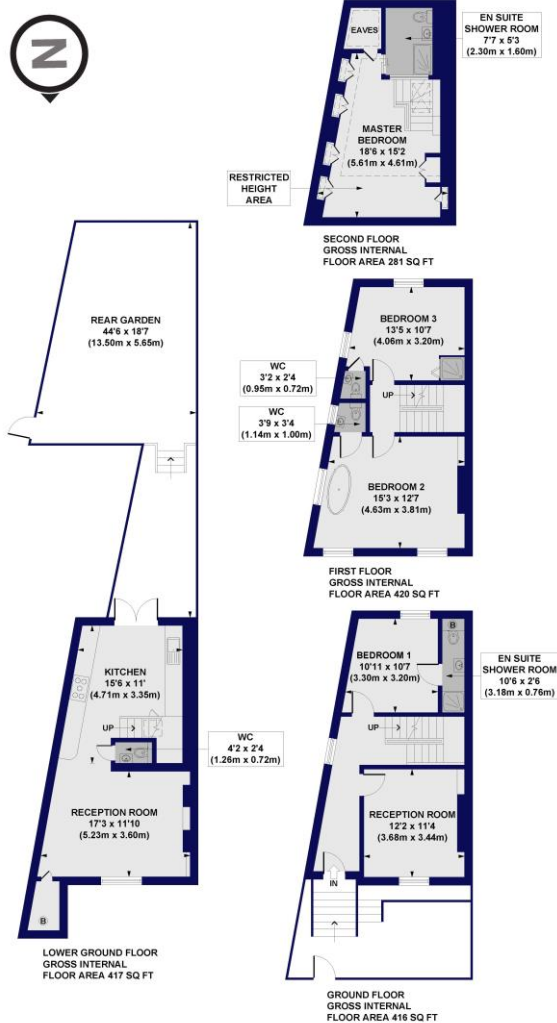 N
EAVES
EN SUITE
SHOWER ROOM
7'7 x 5'3
(2.30m x 1.60m)
MASTER
BEDROOM
18'6 x 15'2
(5.61m x 4.61m)
RESTRICTED
HEIGHT
AREA
SECOND FLOOR
GROSS INTERNAL
FLOOR AREA 281 SQ FT
REAR GARDEN
44'6 x 18'7
(13.50m x 5.65m)
BEDROOM 3
13'5 x 10'7
(4.06m x 3.20m)
WC
3'2 x 2'4
(0.95m x 0.72m)
UP
WC
3'9 x 3'4
(1.14m x 1.00m)
BEDROOM 2
15'3 x 12'7
(4.63m x 3.81m)
FIRST FLOOR
GROSS INTERNAL
FLOOR AREA 420 SQ FT
KITCHEN
15'6 x 11'
(4.71m x 3.35m)
UP
WC
4'2 x 2'4
(1.26m x 0.72m)
RECEPTION ROOM
17'3 x 11'10
(5.23m x 3.60m)
B
LOWER GROUND FLOOR
GROSS INTERNAL
FLOOR AREA 417 SQ FT
B
BEDROOM 1
10'11 x 10'7
(3.30m x 3.20m)
EN SUITE
SHOWER ROOM
10'6 x 2'6
(3.18m x 0.76m)
UP
RECEPTION ROOM
12'2 x 11'4
(3.68m x 3.44m)
IN
GROUND FLOOR
GROSS INTERNAL
FLOOR AREA 416 SQ FT